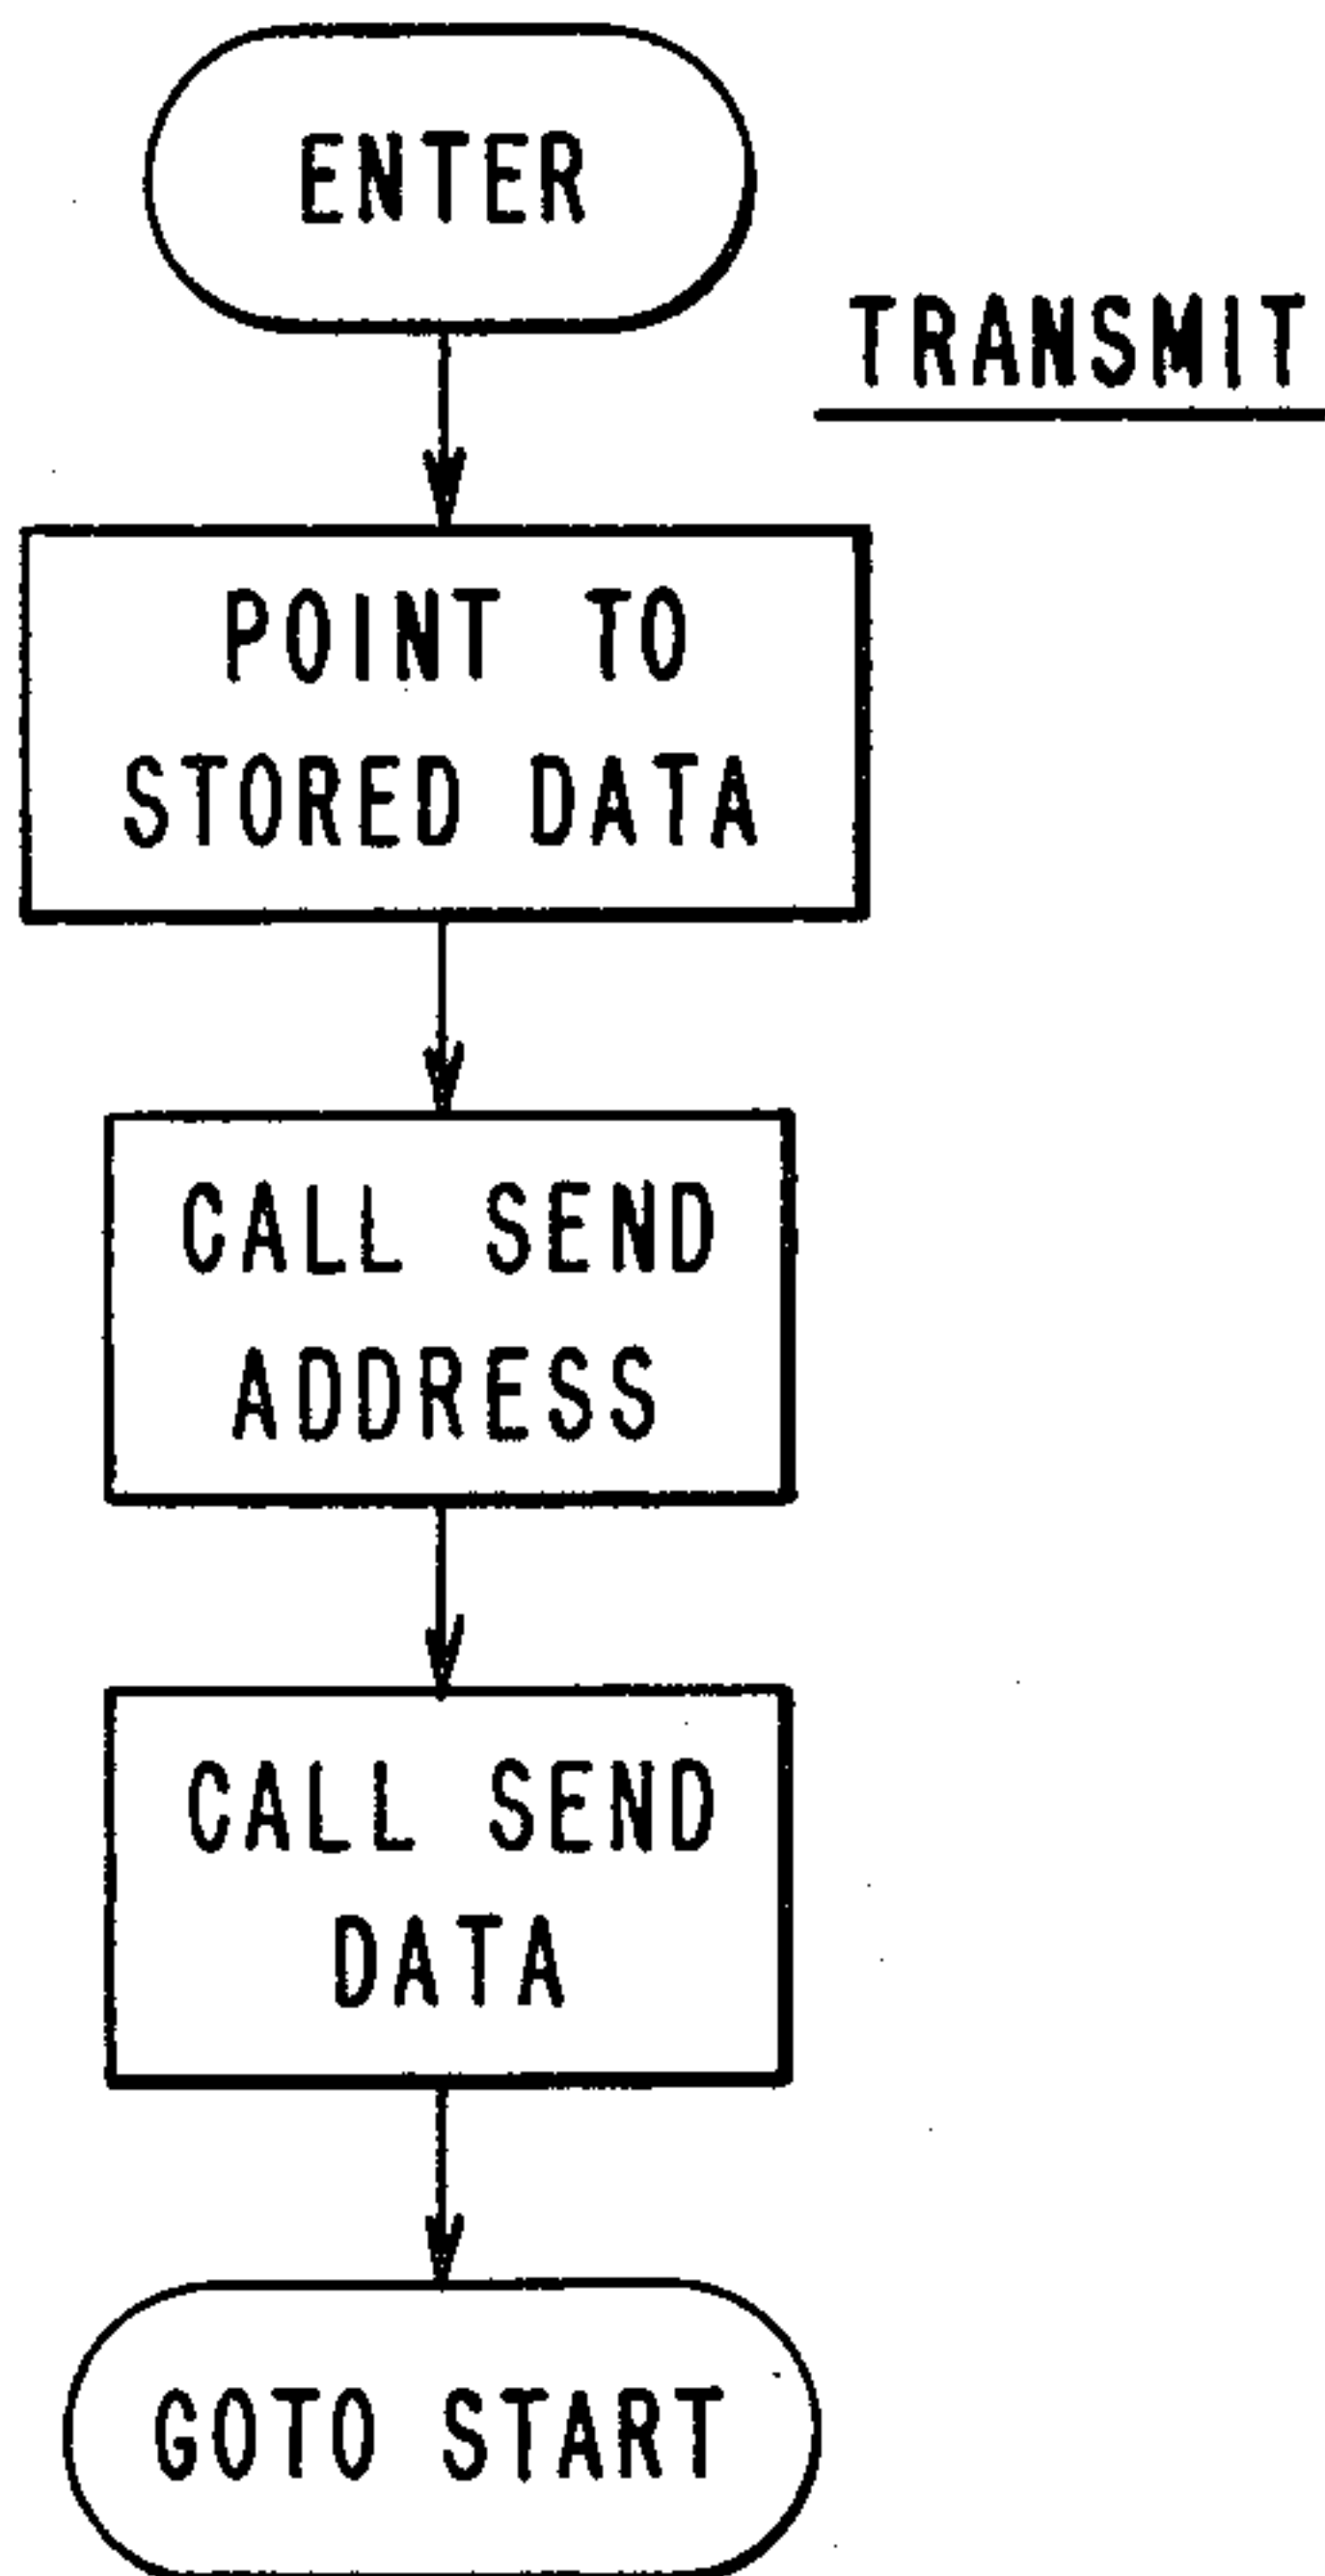 ENTER
TRANSMIT
POINT TO
STORED DATA
CALL SEND
ADDRESS
CALL SEND
DATA
GOTO START